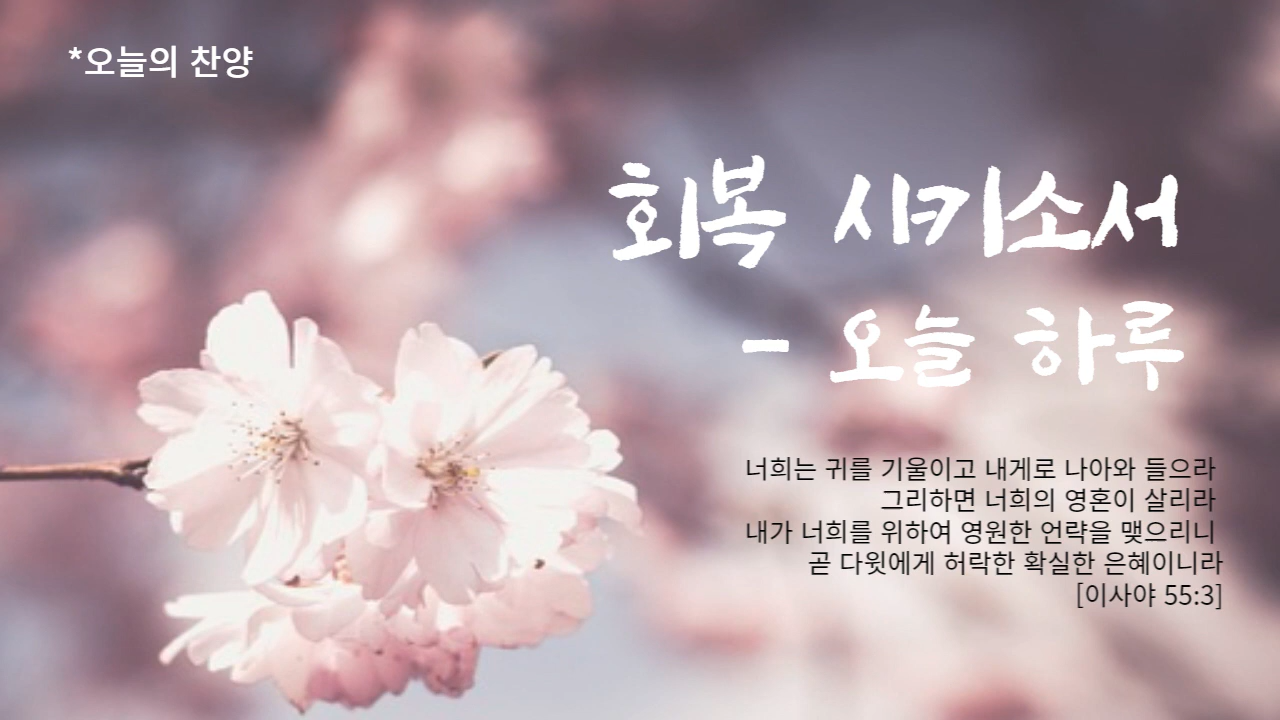 *오늘의 찬양
회복 시키소서
- 오늘 하루
너희는 귀를 기울이고 내게로 나아와 들으라
그리하면 너희의 영혼이 살리라
내가 너희를 위하여 영원한 언략을 맺으리니
곧 다윗에게 허락한 확실한 은혜이니라
[이사야 55:3]